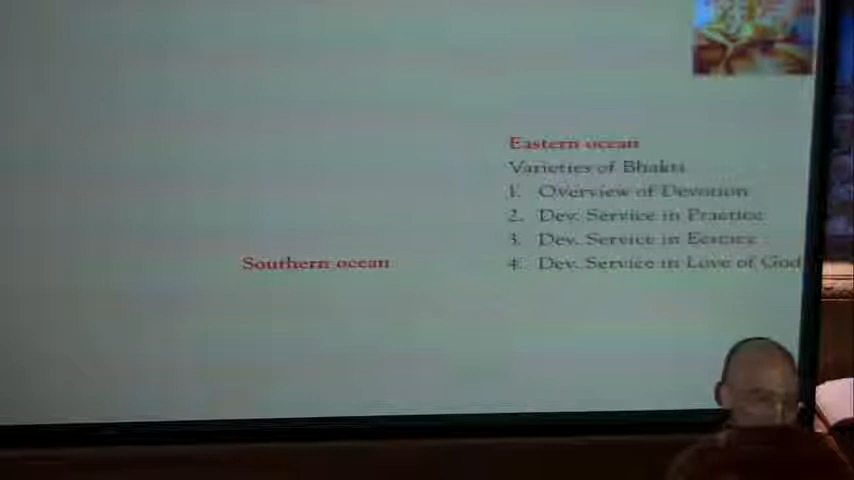 Eastern ocean
Varieties of Bhakti
1. Overview of Devotion
2. Dev. Service in Practice
3. Dev. Service in Ecstacy
4. Dev. Service in Love of God
Southern ocean